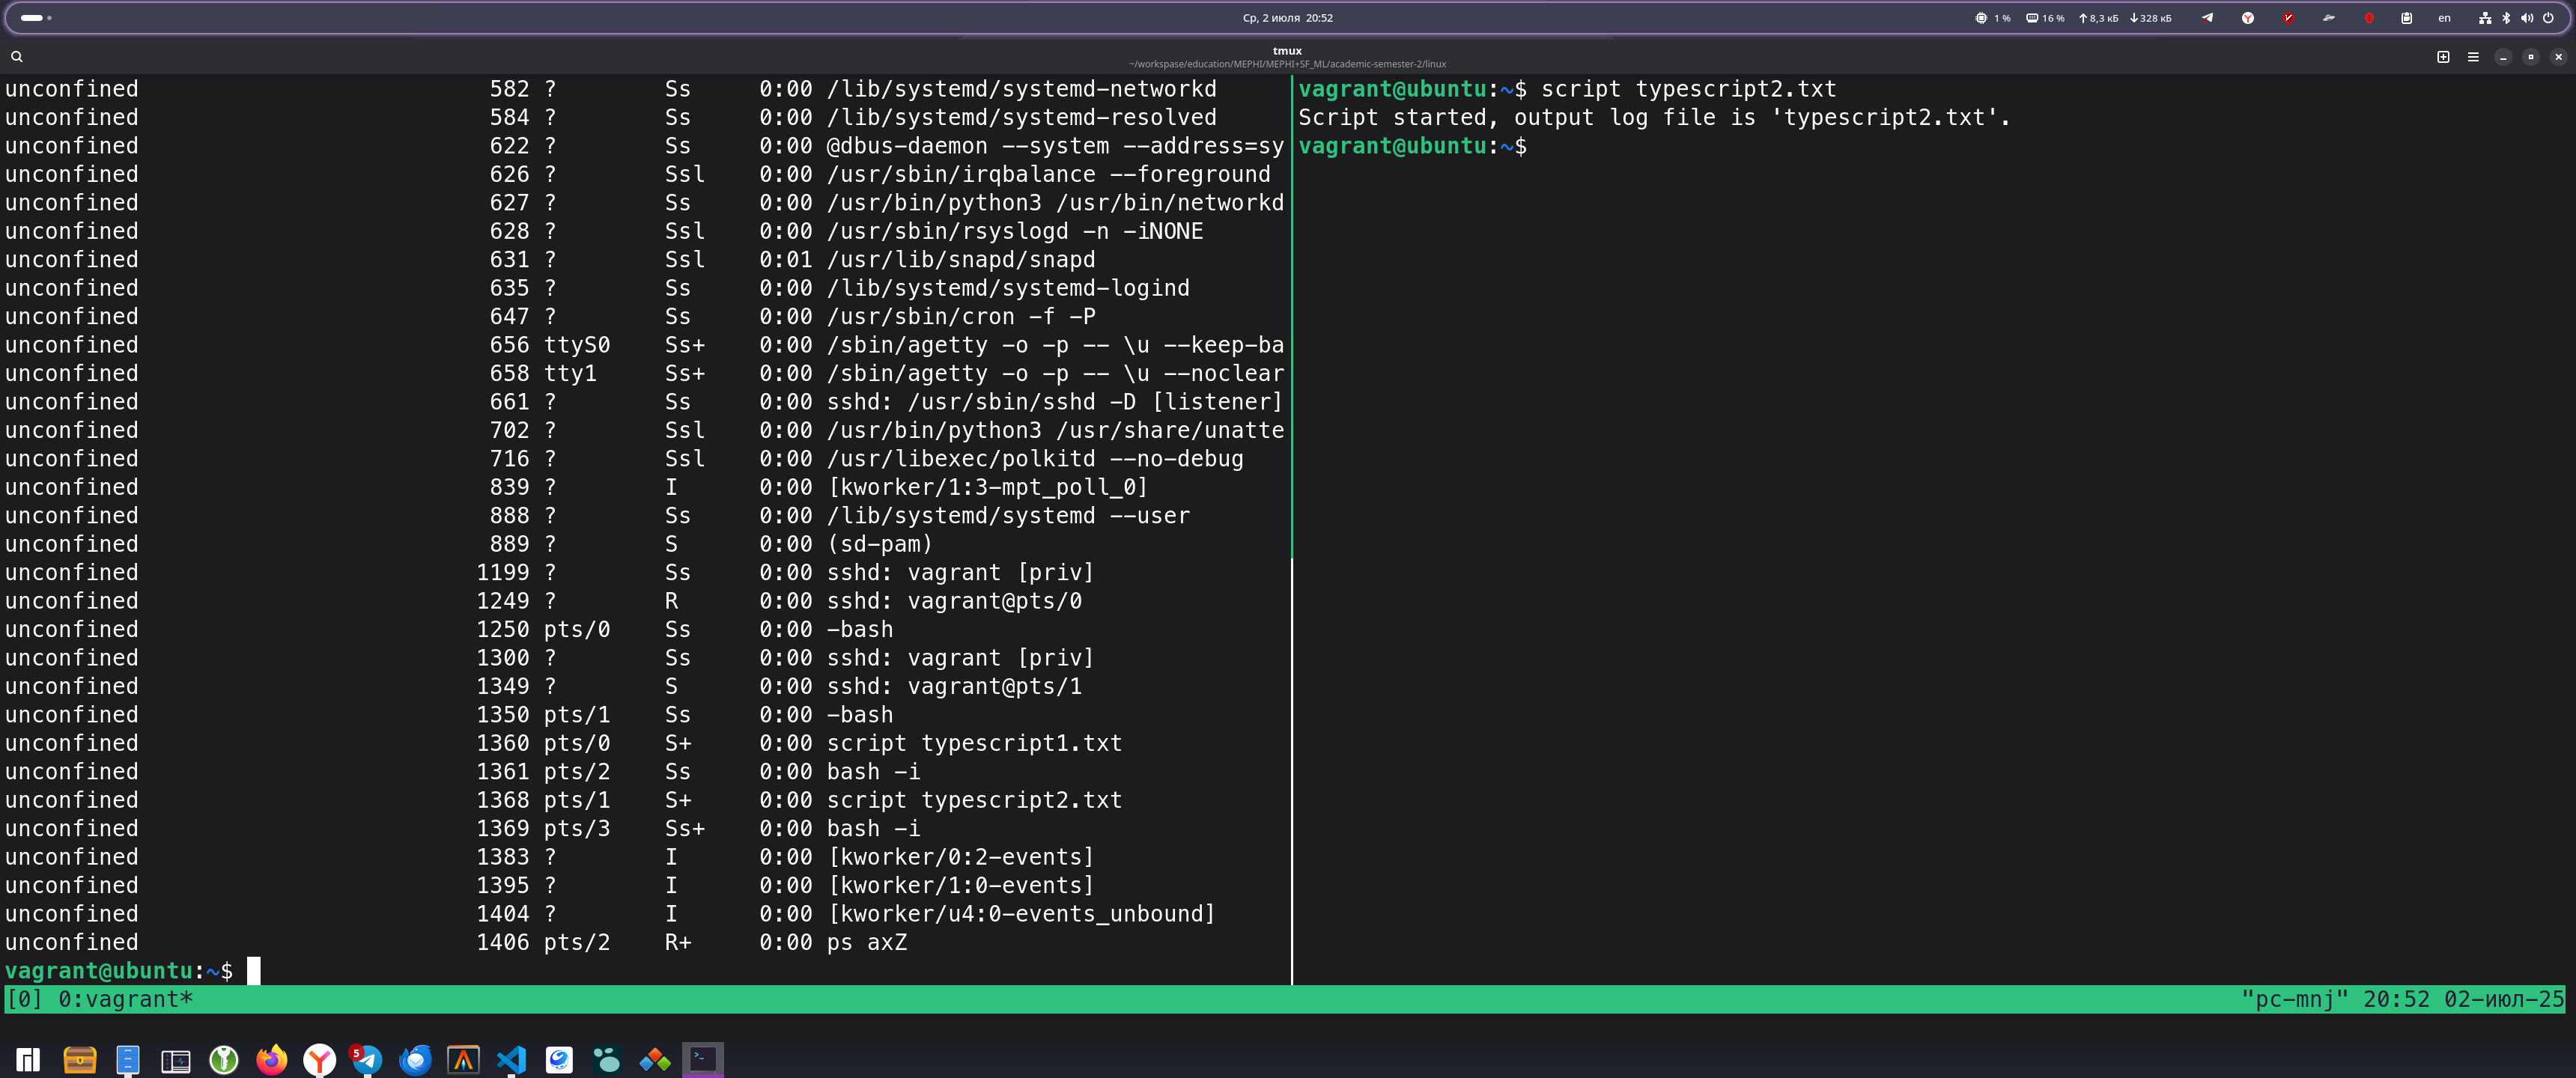 Ср, 2 июля 20:52
1 % 16 % 8,3 кБ 328 кБ en
tmux
~/workspase/education/MEPHI/MEPHI+SF_ML/academic-semester-2/linux
unconfined 582 ? Ss 0:00 /lib/systemd/systemd-networkd
unconfined 584 ? Ss 0:00 /lib/systemd/systemd-resolved
unconfined 622 ? Ss 0:00 @dbus-daemon --system --address=sy
unconfined 626 ? Ssl 0:00 /usr/sbin/irqbalance --foreground
unconfined 627 ? Ss 0:00 /usr/bin/python3 /usr/bin/networkd
unconfined 628 ? Ssl 0:00 /usr/sbin/rsyslogd -n -iNONE
unconfined 631 ? Ssl 0:01 /usr/lib/snapd/snapd
unconfined 635 ? Ss 0:00 /lib/systemd/systemd-logind
unconfined 647 ? Ss 0:00 /usr/sbin/cron -f -P
unconfined 656 ttyS0 Ss+ 0:00 /sbin/agetty -o -p -- \u --keep-ba
unconfined 658 tty1 Ss+ 0:00 /sbin/agetty -o -p -- \u --noclear
unconfined 661 ? Ss 0:00 sshd: /usr/sbin/sshd -D [listener]
unconfined 702 ? Ssl 0:00 /usr/bin/python3 /usr/share/unatte
unconfined 716 ? Ssl 0:00 /usr/libexec/polkitd --no-debug
unconfined 839 ? I 0:00 [kworker/1:3-mpt_poll_0]
unconfined 888 ? Ss 0:00 /lib/systemd/systemd --user
unconfined 889 ? S 0:00 (sd-pam)
unconfined 1199 ? Ss 0:00 sshd: vagrant [priv]
unconfined 1249 ? R 0:00 sshd: vagrant@pts/0
unconfined 1250 pts/0 Ss 0:00 -bash
unconfined 1300 ? Ss 0:00 sshd: vagrant [priv]
unconfined 1349 ? S 0:00 sshd: vagrant@pts/1
unconfined 1350 pts/1 Ss 0:00 -bash
unconfined 1360 pts/0 S+ 0:00 script typescript1.txt
unconfined 1361 pts/2 Ss 0:00 bash -i
unconfined 1368 pts/1 S+ 0:00 script typescript2.txt
unconfined 1369 pts/3 Ss+ 0:00 bash -i
unconfined 1383 ? I 0:00 [kworker/0:2-events]
unconfined 1395 ? I 0:00 [kworker/1:0-events]
unconfined 1404 ? I 0:00 [kworker/u4:0-events_unbound]
unconfined 1406 pts/2 R+ 0:00 ps axZ
vagrant@ubuntu:~$
vagrant@ubuntu:~$ script typescript2.txt
Script started, output log file is 'typescript2.txt'.
vagrant@ubuntu:~$
[0] 0:vagrant* "pc-mnj" 20:52 02-июл-25
5